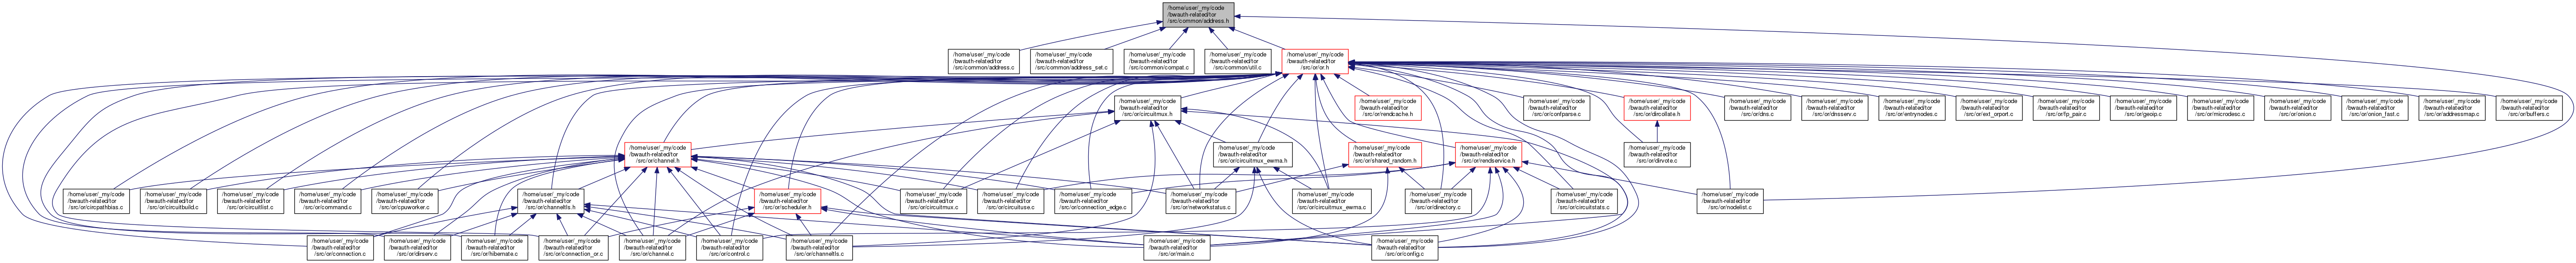 /home/user/_my/code
/bwauth-related/tor
/src/common/address.h
/home/user/_my/code
/bwauth-related/tor
/src/common/address.c
/home/user/_my/code
/bwauth-related/tor
/src/common/address_set.c
/home/user/_my/code
/bwauth-related/tor
/src/common/compat.c
/home/user/_my/code
/bwauth-related/tor
/src/common/util.c
/home/user/_my/code
/bwauth-related/tor
/src/or/or.h
/home/user/_my/code
/bwauth-related/tor
/src/or/circuitmux.h
/home/user/_my/code
/bwauth-related/tor
/src/or/rendcache.h
/home/user/_my/code
/bwauth-related/tor
/src/or/confparse.c
/home/user/_my/code
/bwauth-related/tor
/src/or/dircollate.h
/home/user/_my/code
/bwauth-related/tor
/src/or/dns.c
/home/user/_my/code
/bwauth-related/tor
/src/or/dnsserv.c
/home/user/_my/code
/bwauth-related/tor
/src/or/entrynodes.c
/home/user/_my/code
/bwauth-related/tor
/src/or/ext_orport.c
/home/user/_my/code
/bwauth-related/tor
/src/or/fp_pair.c
/home/user/_my/code
/bwauth-related/tor
/src/or/geoip.c
/home/user/_my/code
/bwauth-related/tor
/src/or/microdesc.c
/home/user/_my/code
/bwauth-related/tor
/src/or/onion.c
/home/user/_my/code
/bwauth-related/tor
/src/or/onion_fast.c
/home/user/_my/code
/bwauth-related/tor
/src/or/addressmap.c
/home/user/_my/code
/bwauth-related/tor
/src/or/buffers.c
/home/user/_my/code
/bwauth-related/tor
/src/or/channel.h
/home/user/_my/code
/bwauth-related/tor
/src/or/circuitmux_ewma.h
/home/user/_my/code
/bwauth-related/tor
/src/or/shared_random.h
/home/user/_my/code
/bwauth-related/tor
/src/or/rendservice.h
/home/user/_my/code
/bwauth-related/tor
/src/or/dirvote.c
/home/user/_my/code
/bwauth-related/tor
/src/or/circpathbias.c
/home/user/_my/code
/bwauth-related/tor
/src/or/circuitbuild.c
/home/user/_my/code
/bwauth-related/tor
/src/or/circuitlist.c
/home/user/_my/code
/bwauth-related/tor
/src/or/command.c
/home/user/_my/code
/bwauth-related/tor
/src/or/cpuworker.c
/home/user/_my/code
/bwauth-related/tor
/src/or/channeltls.h
/home/user/_my/code
/bwauth-related/tor
/src/or/scheduler.h
/home/user/_my/code
/bwauth-related/tor
/src/or/circuitmux.c
/home/user/_my/code
/bwauth-related/tor
/src/or/circuituse.c
/home/user/_my/code
/bwauth-related/tor
/src/or/connection_edge.c
/home/user/_my/code
/bwauth-related/tor
/src/or/networkstatus.c
/home/user/_my/code
/bwauth-related/tor
/src/or/circuitmux_ewma.c
/home/user/_my/code
/bwauth-related/tor
/src/or/directory.c
/home/user/_my/code
/bwauth-related/tor
/src/or/circuitstats.c
/home/user/_my/code
/bwauth-related/tor
/src/or/nodelist.c
/home/user/_my/code
/bwauth-related/tor
/src/or/connection.c
/home/user/_my/code
/bwauth-related/tor
/src/or/dirserv.c
/home/user/_my/code
/bwauth-related/tor
/src/or/hibernate.c
/home/user/_my/code
/bwauth-related/tor
/src/or/connection_or.c
/home/user/_my/code
/bwauth-related/tor
/src/or/channel.c
/home/user/_my/code
/bwauth-related/tor
/src/or/control.c
/home/user/_my/code
/bwauth-related/tor
/src/or/channeltls.c
/home/user/_my/code
/bwauth-related/tor
/src/or/main.c
/home/user/_my/code
/bwauth-related/tor
/src/or/config.c